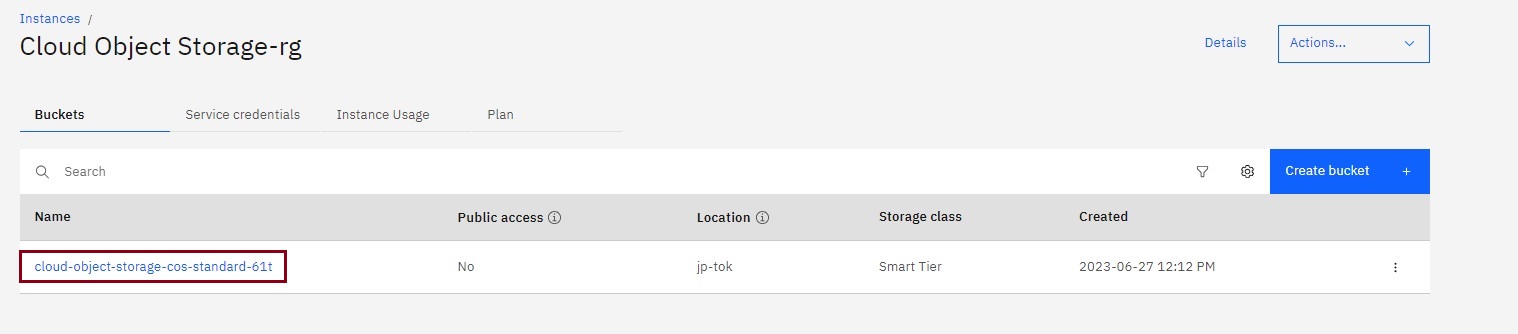 Instances /
Cloud Object Storage-rg
Details
Actions...
Buckets Service credentials Instance Usage Plan
Search
Create bucket +
Name Public access Location Storage class Created
cloud-object-storage-cos-standard-61t No jp-tok Smart Tier 2023-06-27 12:12 PM